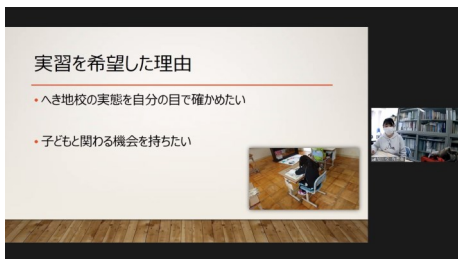 実習を希望した理由
・へき地校の実態を自分の目で確かめたい
・子どもと関わる機会を持ちたい